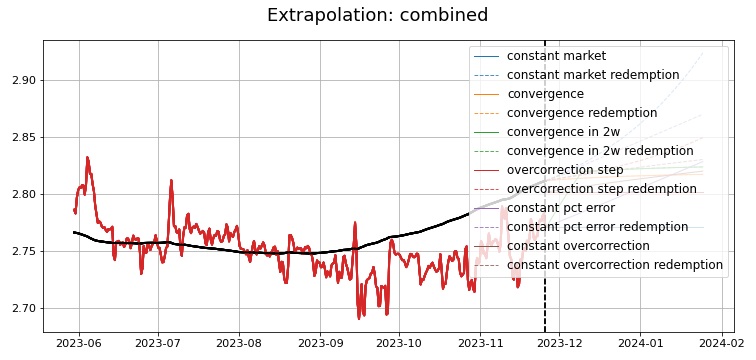 Extrapolation: combined
constant market
constant market redemption
convergence
convergence redemption
convergence in 2w
convergence in 2w redemption
overcorrection step
overcorrection step redemption
constant pct error
constant pct error redemption
constant overcorrection
constant overcorrection redemption
2.90
2.85
2.80
2.75
2.70
2023-06 2023-07 2023-08 2023-09 2023-10 2023-11 2023-12 2024-01 2024-02